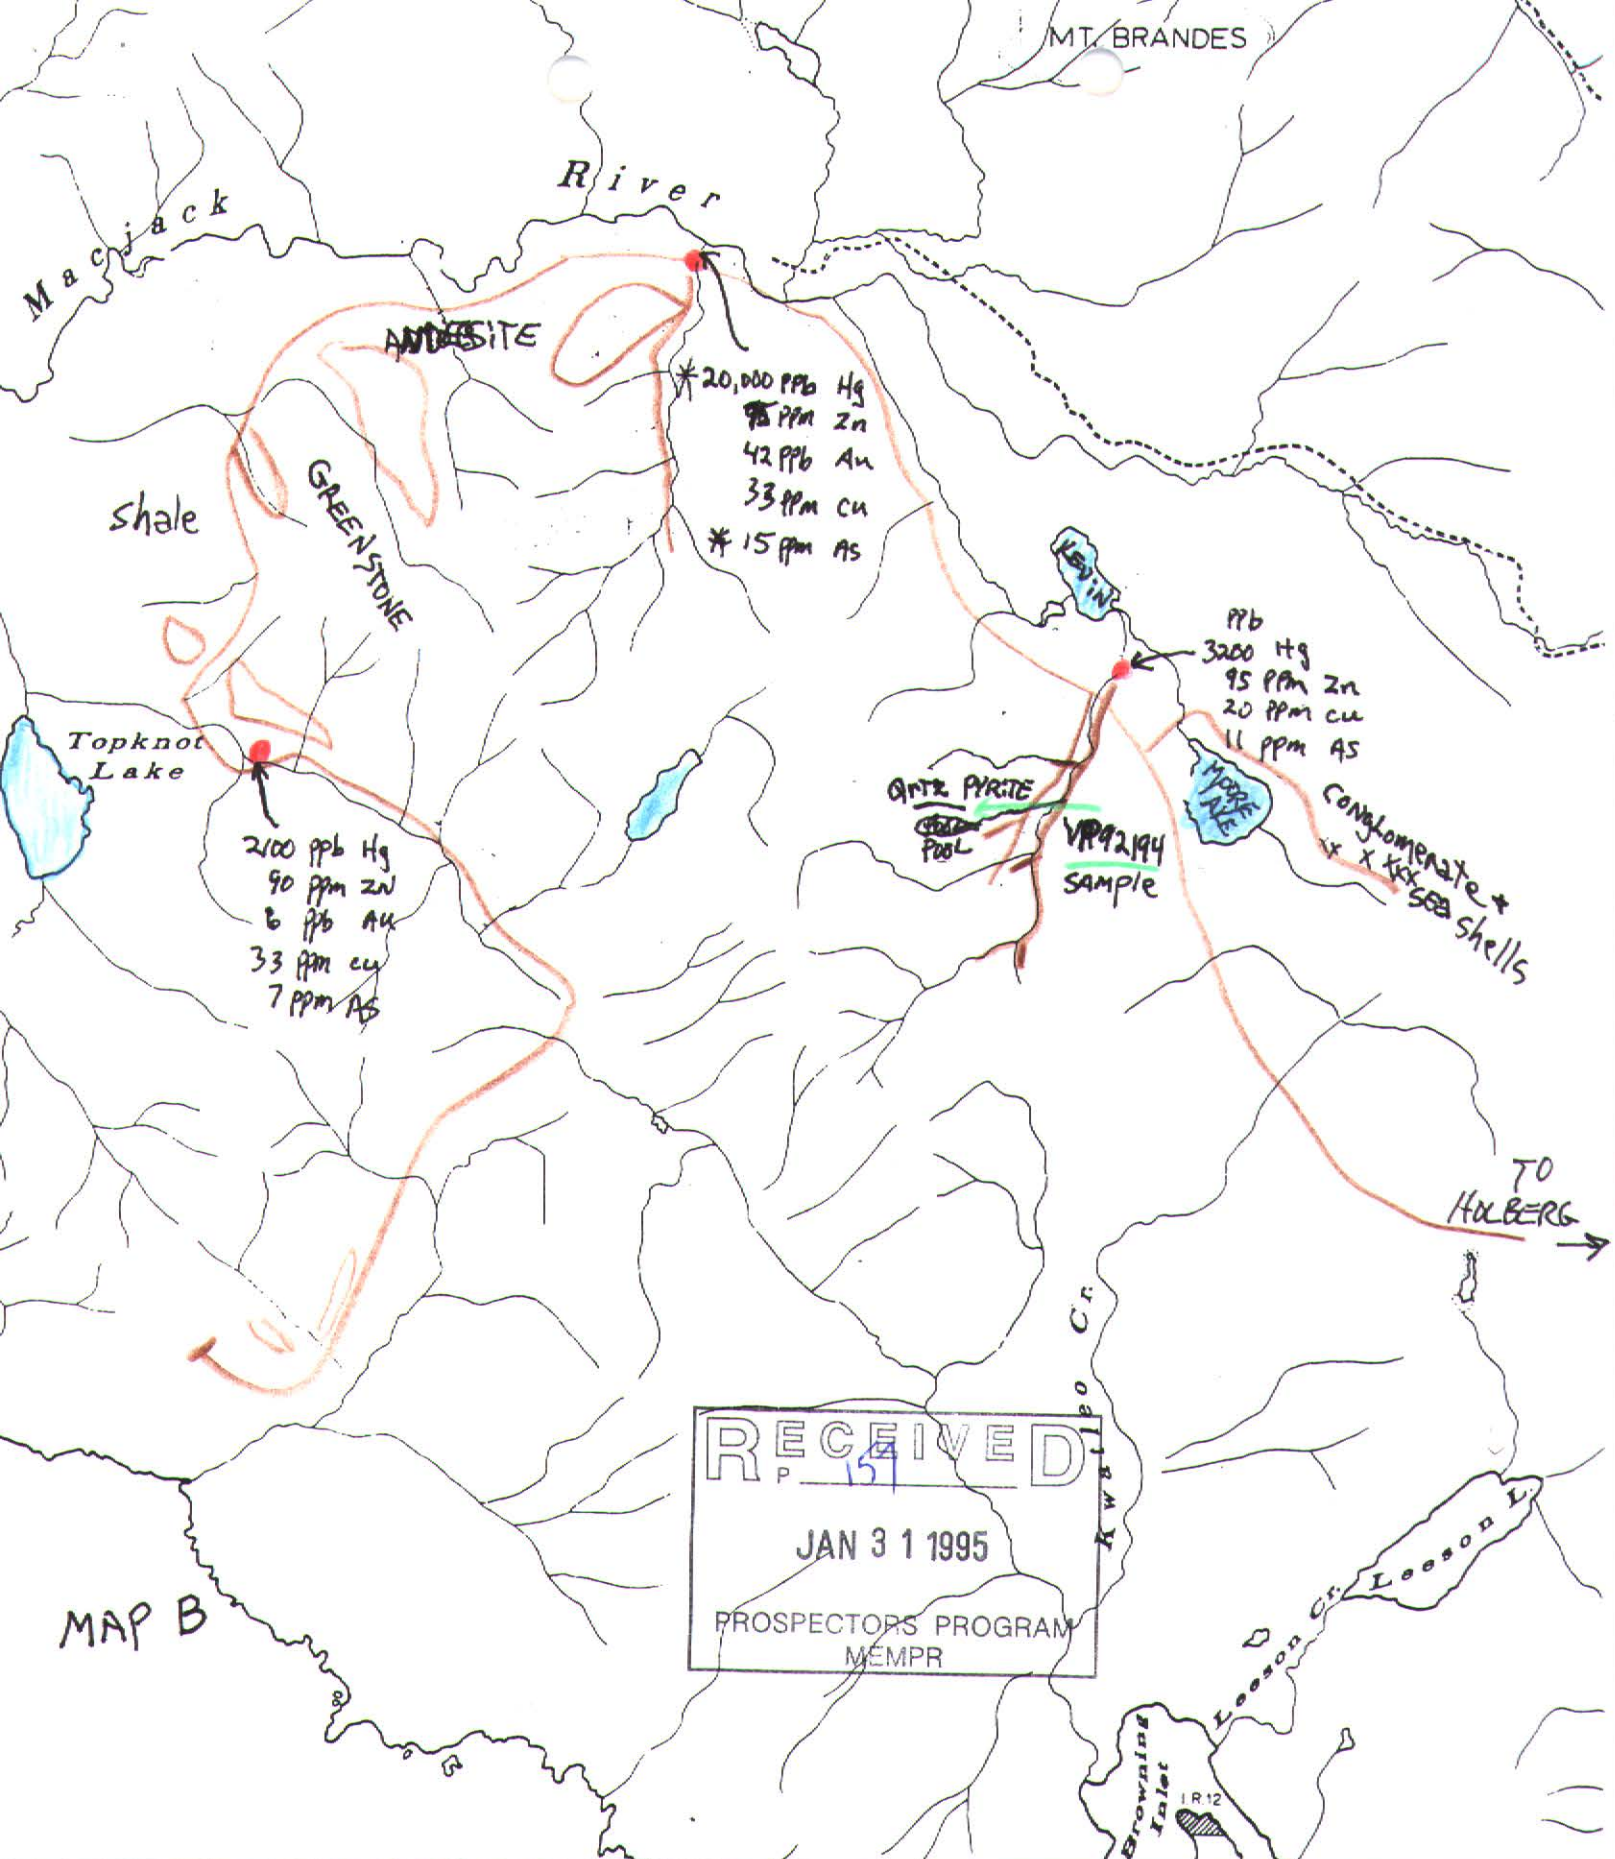 MT. BRANDES
Macjack River
ANDESITE
*20,000 ppb Hg
ppm Zn
42 ppb Au
33 ppm cu
* 15 ppm As
Shale
GREENSTONE
KEVIN
ppb
3200 Hg
95 ppm Zn
20 ppm cu
11 ppm AS
Topknot
Lake
MOORE
LAKE
Qrtz PYRITE
POOL
VP92194
SAMPLE
Conglomerate +
SEA Shells
2100 ppb Hg
90 ppm ZN
6 ppb Au
33 ppm cu
7 ppm AS
TO
HOLBERG
Kwatleo Cr.
RECEIVED
P 159
JAN 31 1995
PROSPECTORS PROGRAM
MEMPR
MAP B
Leeson L.
Leeson Cr.
Browning
Inlet
I.R.12